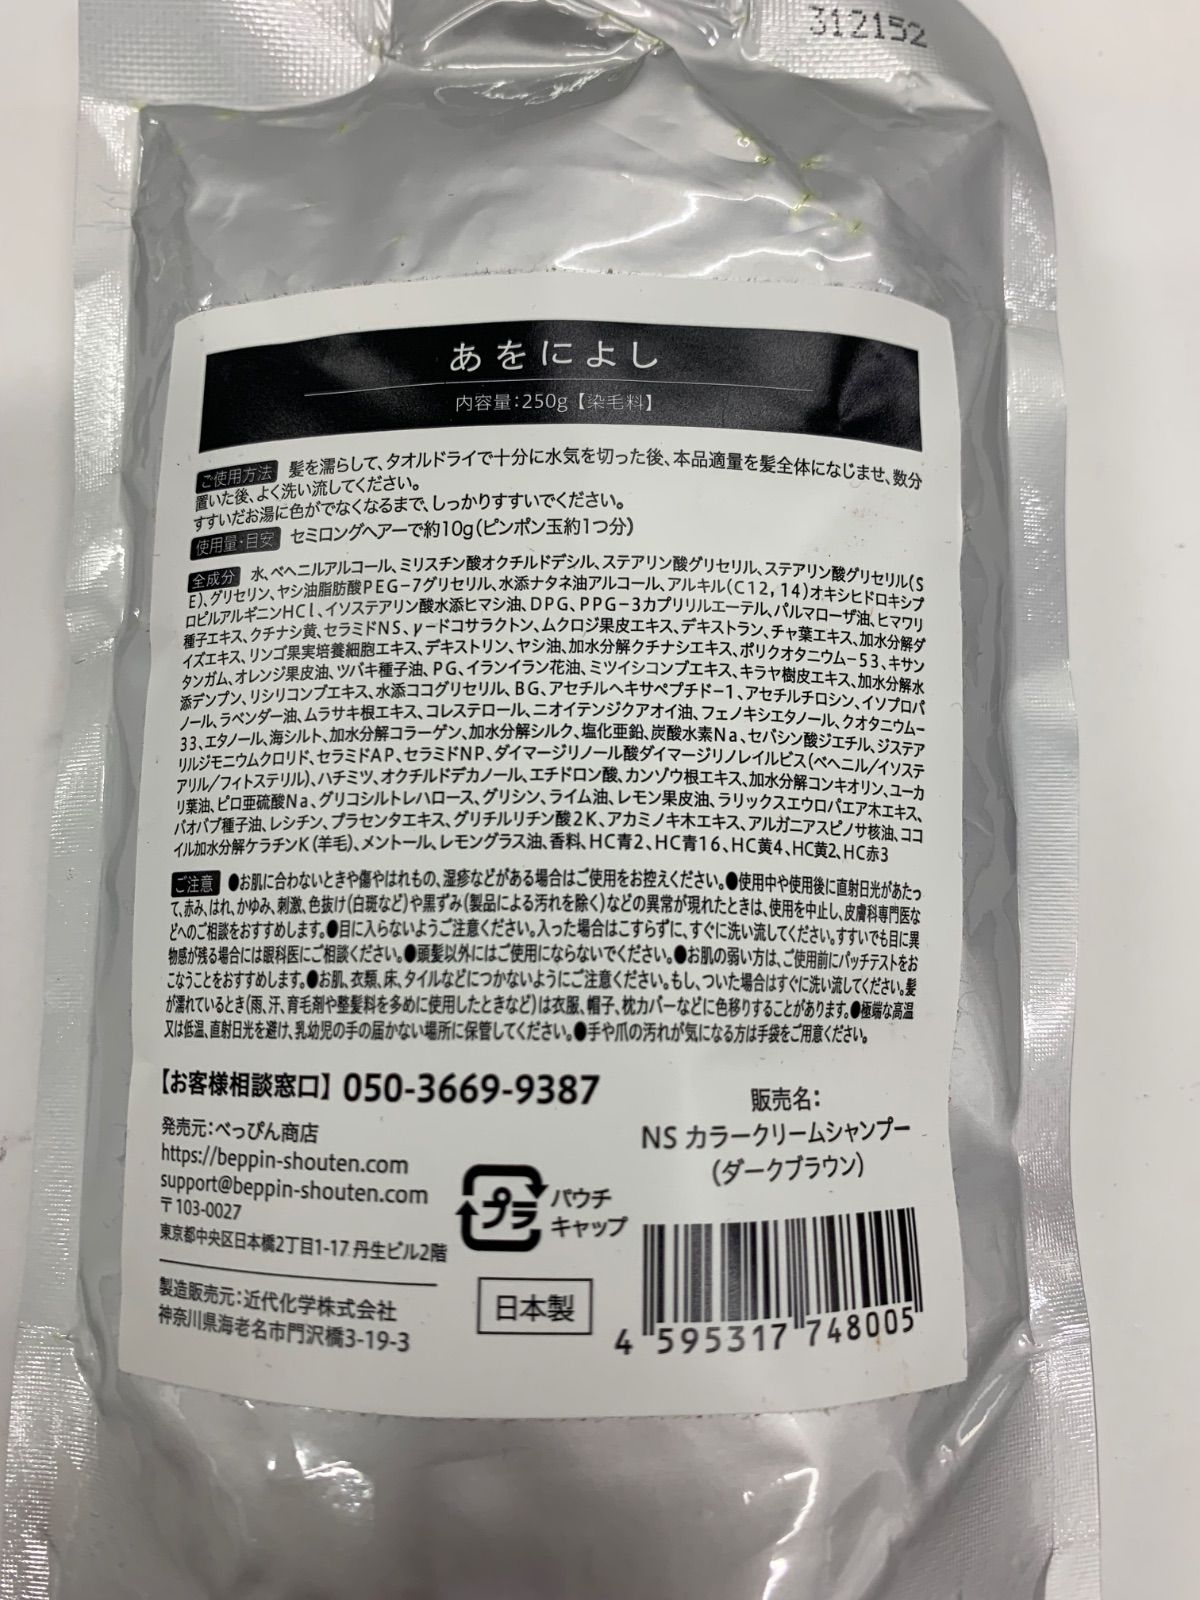 312152
あをによし
内容量:250g【染毛料】
ご使用方法 髪を濡らして、タオルドライで十分に水気を切った後、本品適量を髪全体になじませ、数分
置いた後、よく洗い流してください。
すすいだお湯に色がでなくなるまで、しっかりすすいでください。
使用量・目安 セミロングヘアーで約10g(ピンポン玉約1つ分)
全成分 水、ベヘニルアルコール、ミリスチン酸オクチルドデシル、ステアリン酸グリセリル、ステアリン酸グリセリル(S
E)、グリセリン、ヤシ油脂肪酸PEG-7グリセリル、水添ナタネ油アルコール、アルキル(C12,14)オキシヒドロキシプ
ロピルアルギニンHCl、イソステアリン酸水添ヒマシ油、DPG、PPG-3カプリリルエーテル、パルマローザ油、ヒマワリ
種子エキス、クチナシ黄、セラミドNS、γ-ドコサラクトン、ムクロジ果皮エキス、デキストラン、チャ葉エキス、加水分解ダ
イズエキス、リンゴ果実培養細胞エキス、デキストリン、ヤシ油、加水分解クチナシエキス、ポリクオタニウム-53、キサン
タンガム、オレンジ果皮油、ツバキ種子油、PG、イランイラン花油、ミツイシコンブエキス、キラヤ樹皮エキス、加水分解水
添デンプン、リシリコンブエキス、水添ココグリセリル、BG、アセチルヘキサペプチド-1、アセチルチロシン、イソプロパ
ノール、ラベンダー油、ムラサキ根エキス、コレステロール、ニオイテンジクアオイ油、フェノキシエタノール、クオタニウム-
33、エタノール、海シルト、加水分解コラーゲン、加水分解シルク、塩化亜鉛、炭酸水素Na、セバシン酸ジエチル、ジステア
リルジモニウムクロリド、セラミドAP、セラミドNP、ダイマージリノール酸ダイマージリノレイルビス(ベヘニル/イソステ
アリル/フィトステリル)、ハチミツ、オクチルドデカノール、エチドロン酸、カンゾウ根エキス、加水分解コンキオリン、ユーカ
リ葉油、ピロ亜硫酸Na、グリコシルトレハロース、グリシン、ライム油、レモン果皮油、ラリックスエウロパエア木エキス、
バオバブ種子油、レシチン、プラセンタエキス、グリチルリチン酸2K、アカミノキ木エキス、アルガニアスピノサ核油、ココ
イル加水分解ケラチンK(羊毛)、メントール、レモングラス油、香料、HC青2、HC青16、HC黄4、HC黄2、HC赤3
ご注意 ●お肌に合わないときや傷やはれもの、湿疹などがある場合はご使用をお控えください。●使用中や使用後に直射日光があたっ
て、赤み、はれ、かゆみ、刺激、色抜け(白斑など)や黒ずみ(製品による汚れを除く)などの異常が現れたときは、使用を中止し、皮膚科専門医な
どへのご相談をおすすめします。●目に入らないようご注意ください。入った場合はこすらずに、すぐに洗い流してください。すすいでも目に異
物感が残る場合には眼科医にご相談ください。●頭髪以外にはご使用にならないでください。●お肌の弱い方は、ご使用前にパッチテストをお
こなうことをおすすめします。●お肌、衣類、床、タイルなどにつかないようにご注意ください。もし、ついた場合はすぐに洗い流してください。髪
が濡れているとき(雨、汗、育毛剤や整髪料を多めに使用したときなど)は衣服、帽子、枕カバーなどに色移りすることがあります。●極端な高温
又は低温、直射日光を避け、乳幼児の手の届かない場所に保管してください。●手や爪の汚れが気になる方は手袋をご用意ください。
【お客様相談窓口】050-3669-9387
発売元:べっぴん商店
https://beppin-shouten.com
support@beppin-shouten.com
〒103-0027
東京都中央区日本橋2丁目1-17 丹生ビル2階
製造販売元:近代化学株式会社
神奈川県海老名市門沢橋3-19-3
プラ
パウチ
キャップ
日本製
販売名:
NS カラークリームシャンプー
(ダークブラウン)
4 595317 748005